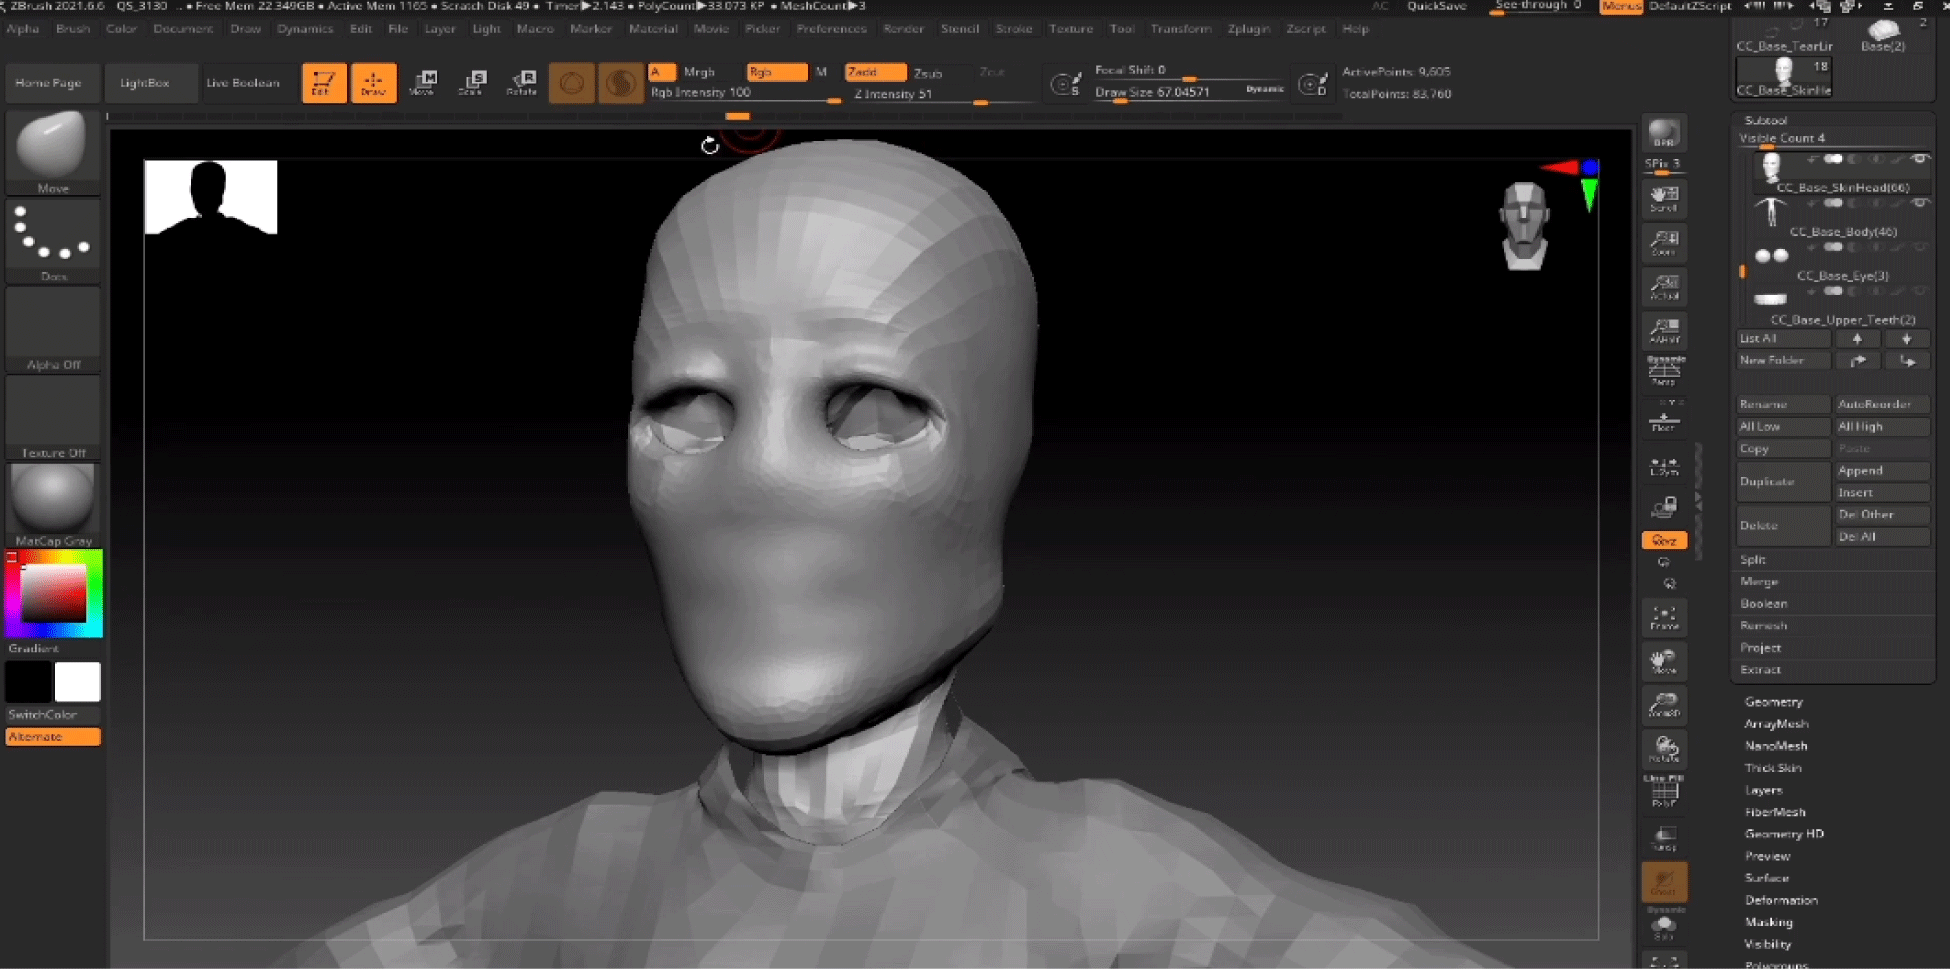 ZBrush 2021.6.6 QS_3130 .. • Free Mem 22.349GB • Active Mem 1165 • Scratch Disk 49 • Timer▶2.143 • PolyCount▶33.073 KP • MeshCount▶3 AC QuickSave See-through 0 Menus DefaultZScript
Alpha Brush Color Document Draw Dynamics Edit File Layer Light Macro Marker Material Movie Picker Preferences Render Stencil Stroke Texture Tool Transform Zplugin Zscript Help
Home Page LightBox Live Boolean Edit Draw Move Scale Rotate
A Mrgb Rgb M Zadd Zsub Zcut
Rgb Intensity 100 Z Intensity 51
Focal Shift 0
Draw Size 67.04571 Dynamic
ActivePoints: 9,605
TotalPoints: 83,760
Move
Dots
Alpha Off
Texture Off
MatCap Gray
Gradient
SwitchColor
Alternate
BPR
SPix 3
Scroll
Zoom
Actual
AAHalf
Dynamic
Persp
Floor
L.Sym
Frame
Move
Zoom3D
Rotate
Line Fill
PolyF
Transp
Ghost
Dynamic
Solo
17 2
CC_Base_TearLir Base(2)
18
CC_Base_SkinHe
Subtool
Visible Count 4
CC_Base_SkinHead(66)
CC_Base_Body(46)
CC_Base_Eye(3)
CC_Base_Upper_Teeth(2)
List All
New Folder
Rename AutoReorder
All Low All High
Copy Paste
Duplicate Append
Insert
Delete Del Other
Del All
Split
Merge
Boolean
Remesh
Project
Extract
Geometry
ArrayMesh
NanoMesh
Thick Skin
Layers
FiberMesh
Geometry HD
Preview
Surface
Deformation
Masking
Visibility
Polygroups